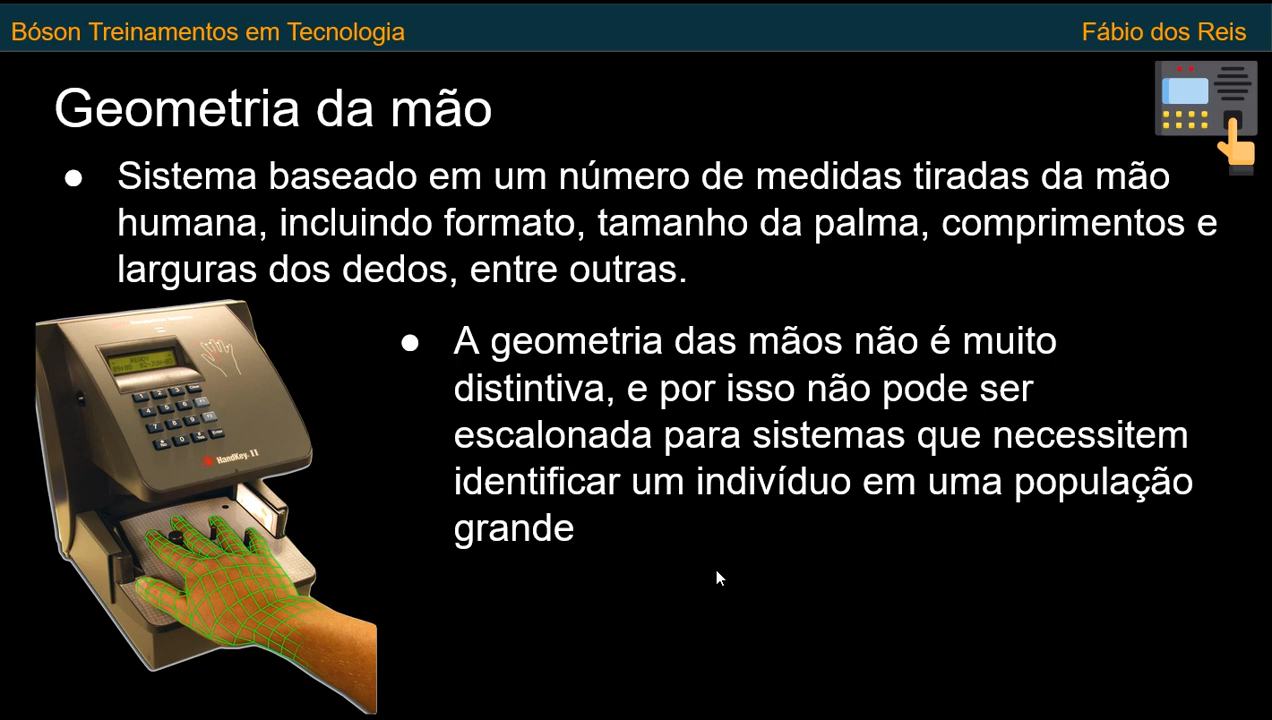 Bóson Treinamentos em Tecnologia
Fábio dos Reis
Geometria da mão
● Sistema baseado em um número de medidas tiradas da mão
humana, incluindo formato, tamanho da palma, comprimentos e
larguras dos dedos, entre outras.
READY
HandKey II
● A geometria das mãos não é muito
distintiva, e por isso não pode ser
escalonada para sistemas que necessitem
identificar um indivíduo em uma população
grande